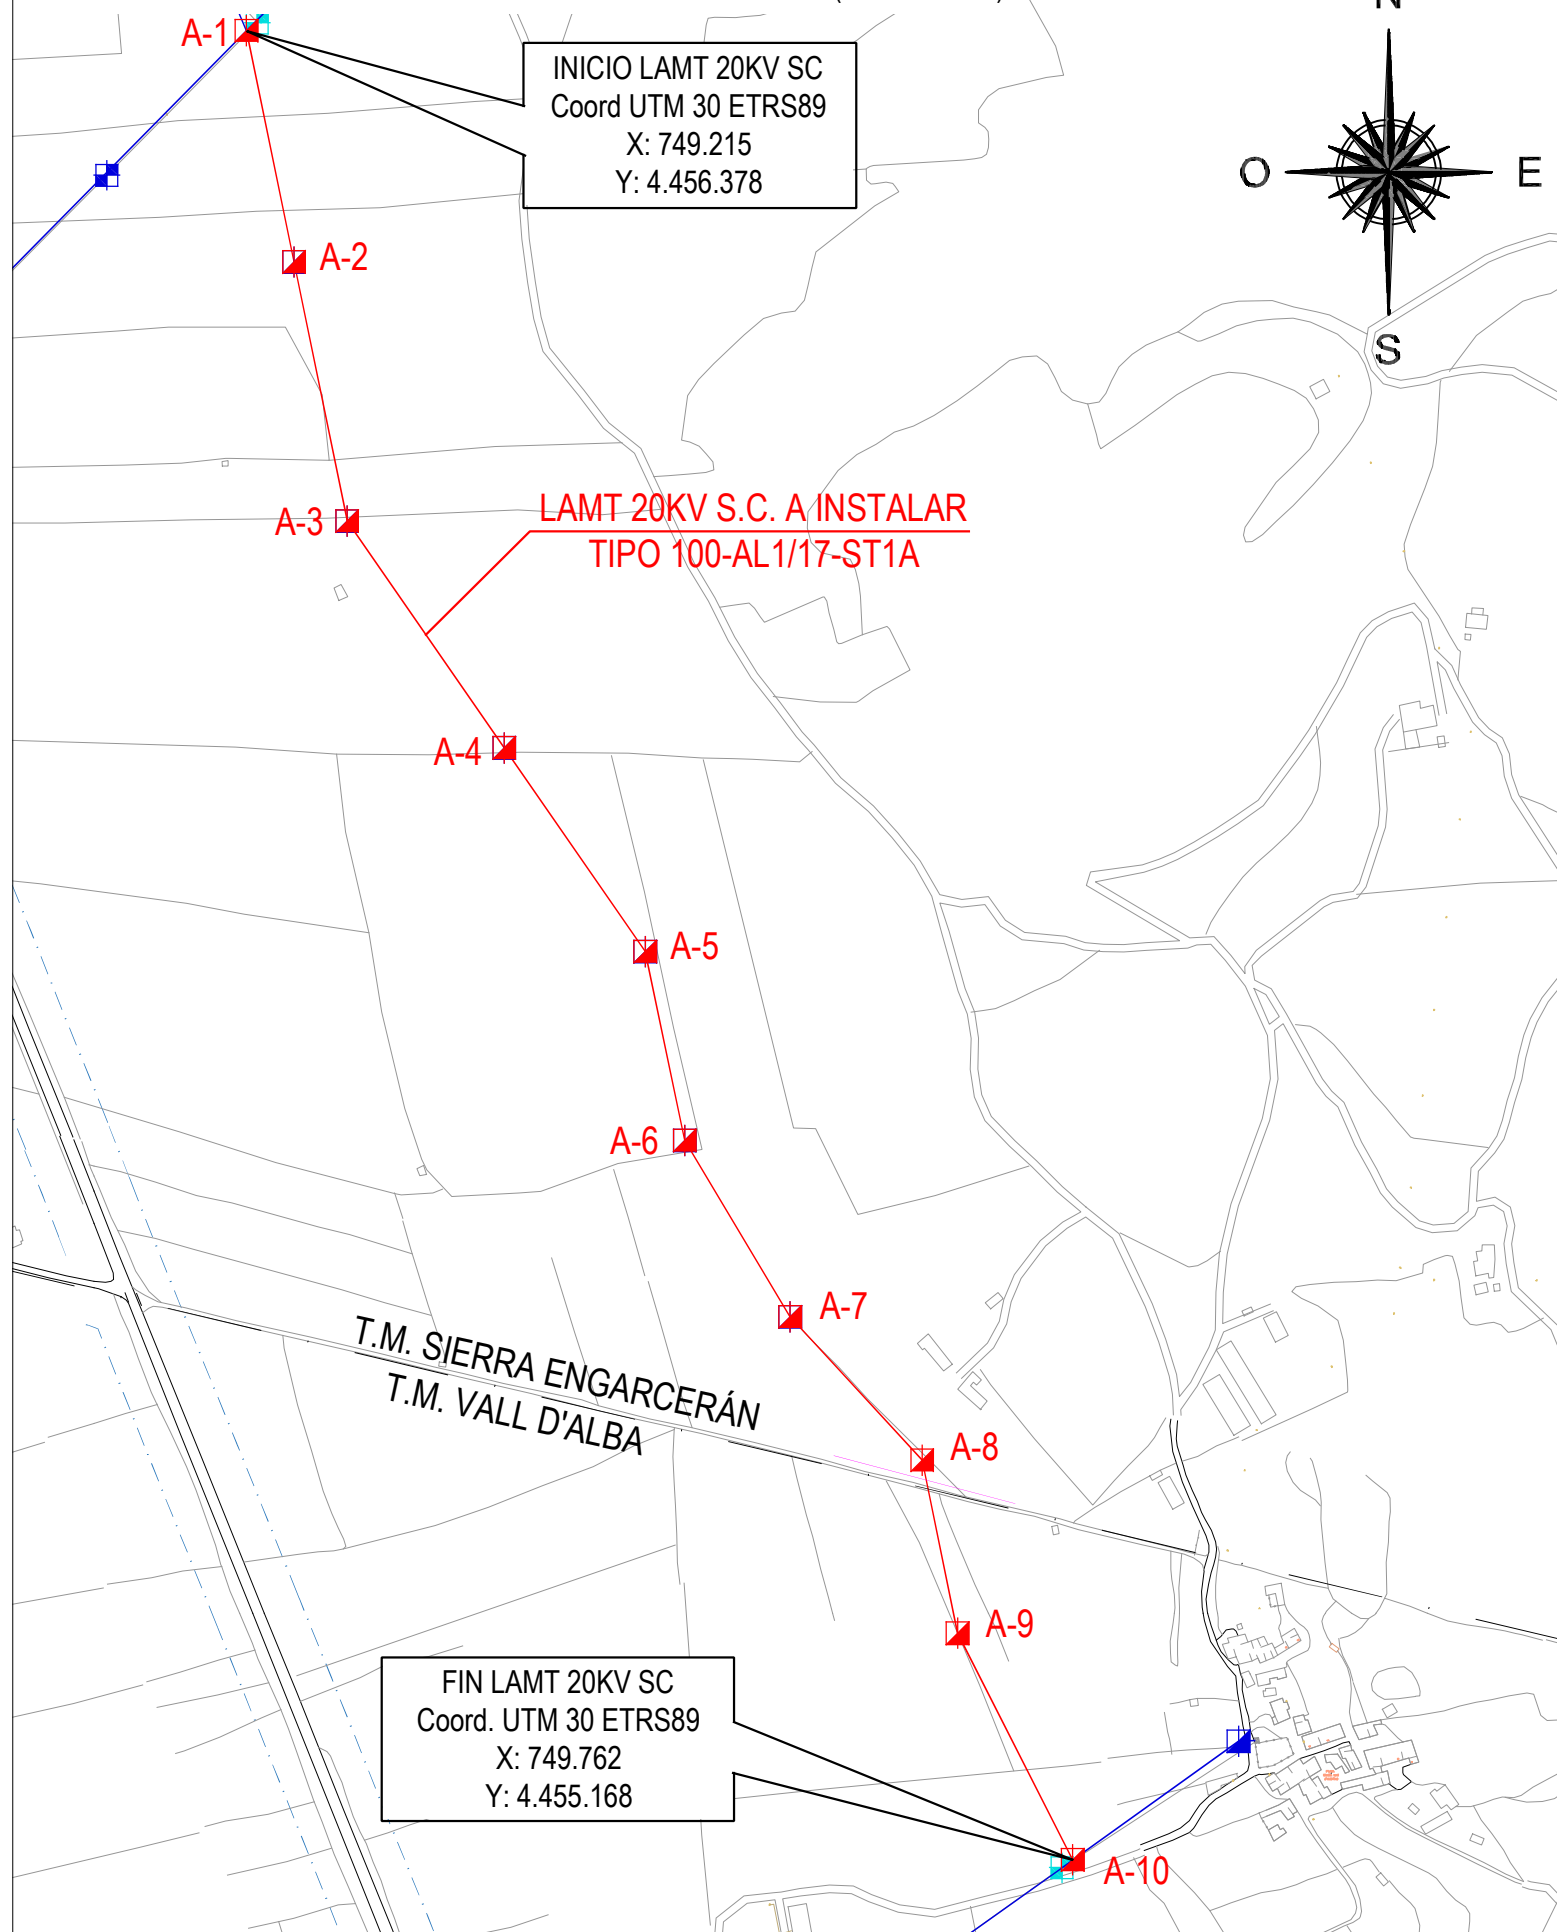 N
A-1
INICIO LAMT 20KV SC
Coord UTM 30 ETRS89
X: 749.215
Y: 4.456.378
O
E
A-2
S
A-3
LAMT 20KV S.C. A INSTALAR
TIPO 100-AL1/17-ST1A
A-4
A-5
A-6
A-7
T.M. SIERRA ENGARCERÁN
T.M. VALL D'ALBA
A-8
A-9
FIN LAMT 20KV SC
Coord. UTM 30 ETRS89
X: 749.762
Y: 4.455.168
A-10